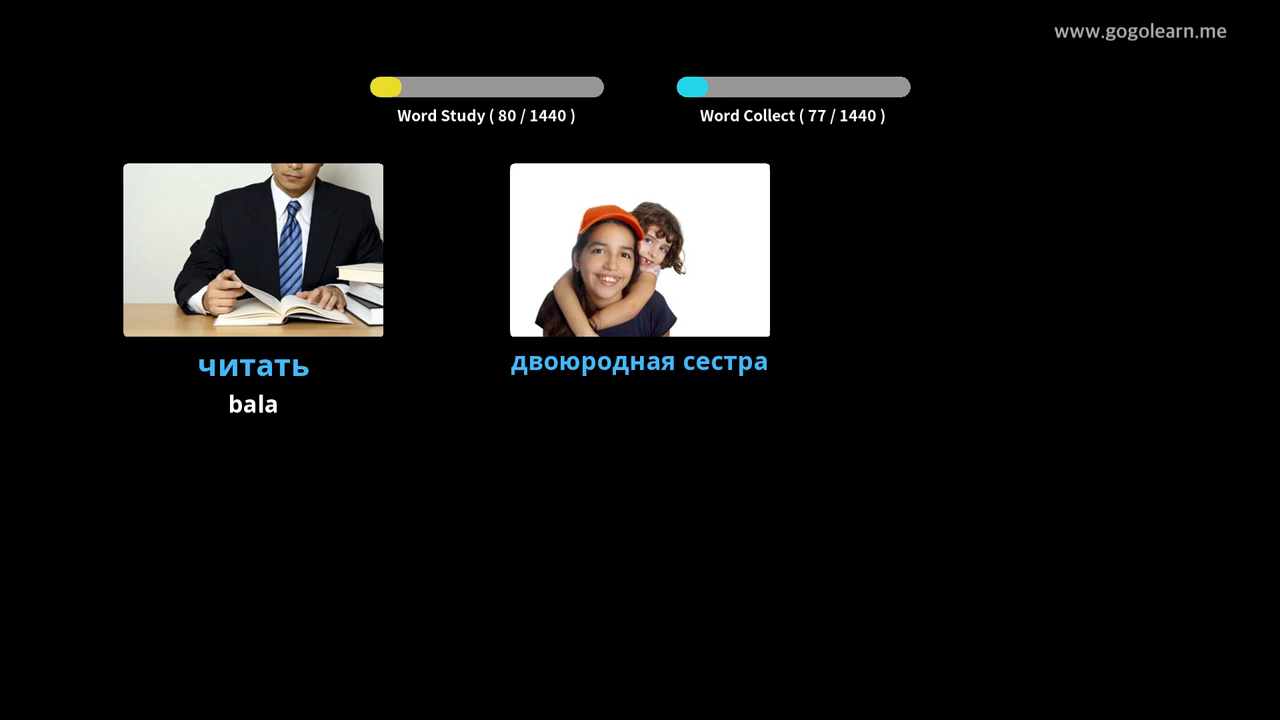 www.gogolearn.me
Word Study ( 80 / 1440 )
Word Collect ( 77 / 1440 )
читать
bala
двоюродная сестра